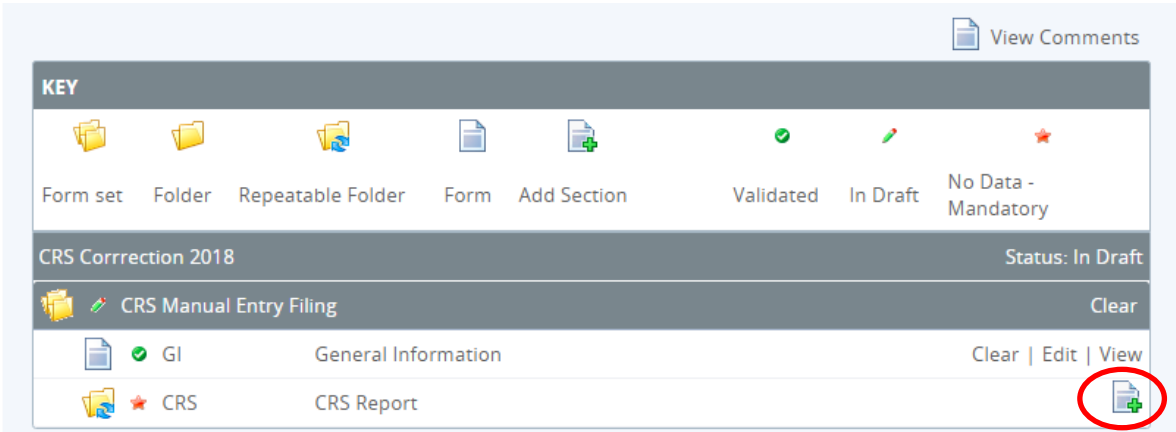 View Comments
KEY
Form set Folder Repeatable Folder Form Add Section Validated In Draft No Data -
Mandatory
CRS Corrrection 2018 Status: In Draft
CRS Manual Entry Filing Clear
GI General Information Clear | Edit | View
CRS CRS Report